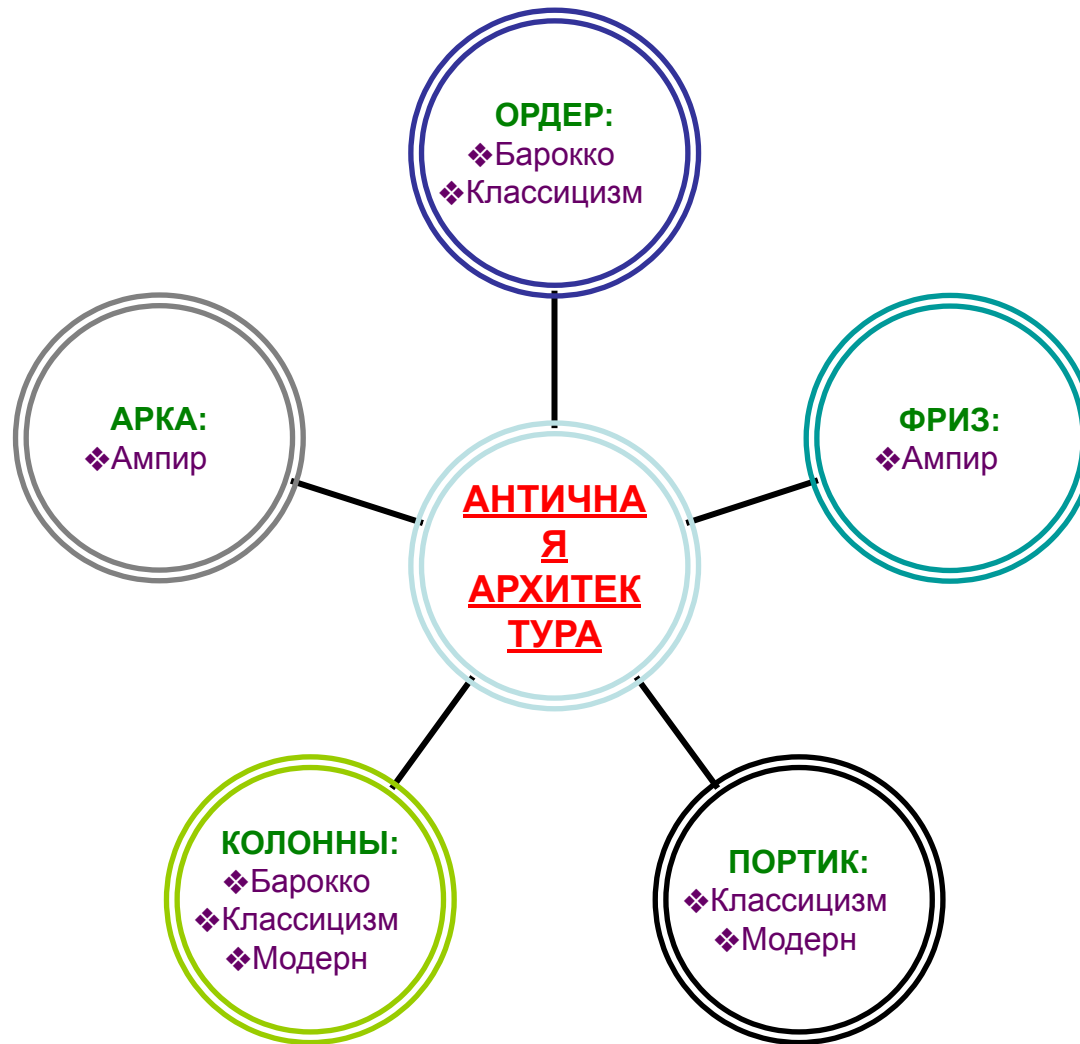 ОРДЕР:
❖Барокко
❖Классицизм
АРКА:
❖Ампир
ФРИЗ:
❖Ампир
АНТИЧНА
Я
АРХИТЕК
ТУРА
КОЛОННЫ:
❖Барокко
❖Классицизм
❖Модерн
ПОРТИК:
❖Классицизм
❖Модерн